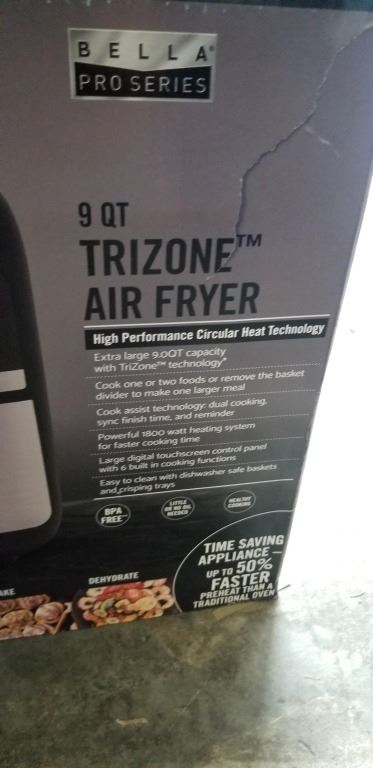 BELLA®
PRO SERIES
9 QT
TRIZONE™
AIR FRYER
High Performance Circular Heat Technology
Extra large 9.0QT capacity
with TriZone™ technology
Cook one or two foods or remove the basket
divider to make one larger meal
Cook assist technology: dual cooking,
sync finish time, and reminder
Powerful 1800 watt heating system
for faster cooking time
Large digital touchscreen control panel
with 6 built in cooking functions
Easy to clean with dishwasher safe baskets
and crisping trays
BPA
FREE
LITTLE
OR NO OIL
NEEDED
HEALTHY
COOKING
TIME SAVING
APPLIANCE –
UP TO 50%
FASTER
PREHEAT THAN A
TRADITIONAL OVEN
AKE
DEHYDRATE